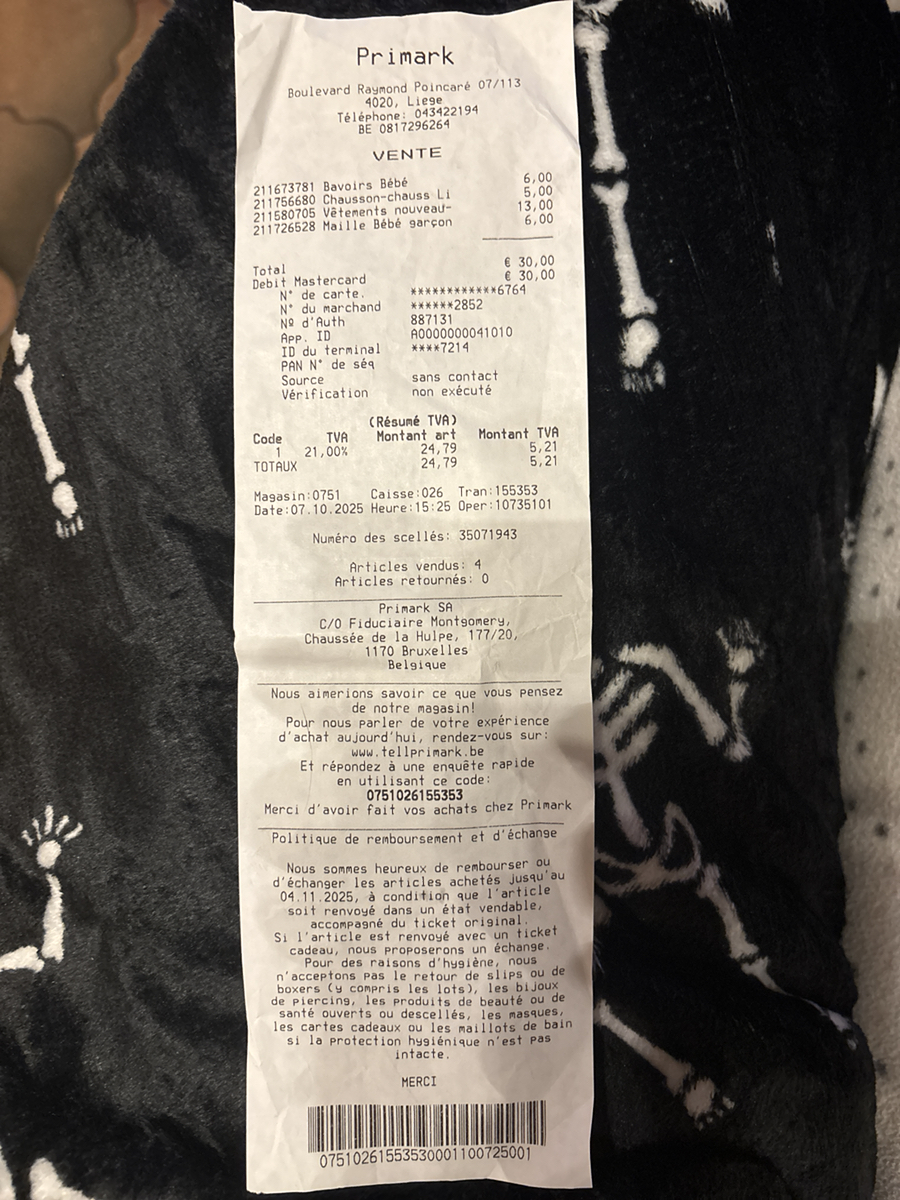 Primark
Boulevard Raymond Poincaré 07/113
4020, Liege
Téléphone: 043422194
BE 0817296264
VENTE
211673781 Bavoirs Bébé 6,00
211756680 Chausson-chauss Li 5,00
211580705 Vêtements nouveau- 13,00
211726528 Maille Bébé garçon 6,00
Total € 30,00
Debit Mastercard € 30,00
N° de carte. ************6764
N° du marchand ******2852
Nº d'Auth 887131
App. ID A0000000041010
ID du terminal ****7214
PAN N° de séq
Source sans contact
Vérification non exécuté
(Résumé TVA)
Code TVA Montant art Montant TVA
1 21,00% 24,79 5,21
TOTAUX 24,79 5,21
Magasin:0751 Caisse:026 Tran:155353
Date:07.10.2025 Heure:15:25 Oper:10735101
Numéro des scellés: 35071943
Articles vendus: 4
Articles retournés: 0
Primark SA
C/O Fiduciaire Montgomery,
Chaussée de la Hulpe, 177/20,
1170 Bruxelles
Belgique
Nous aimerions savoir ce que vous pensez
de notre magasin!
Pour nous parler de votre expérience
d'achat aujourd'hui, rendez-vous sur:
www.tellprimark.be
Et répondez à une enquête rapide
en utilisant ce code:
0751026155353
Merci d'avoir fait vos achats chez Primark
Politique de remboursement et d'échange
Nous sommes heureux de rembourser ou
d'échanger les articles achetés jusqu'au
04.11.2025, à condition que l'article
soit renvoyé dans un état vendable,
accompagné du ticket original.
Si l'article est renvoyé avec un ticket
cadeau, nous proposerons un échange.
Pour des raisons d'hygiène, nous
n'acceptons pas le retour de slips ou de
boxers (y compris les lots), les bijoux
de piercing, les produits de beauté ou de
santé ouverts ou descellés, les masques,
les cartes cadeaux ou les maillots de bain
si la protection hygiénique n'est pas
intacte.
MERCI
07510261553530001100725001